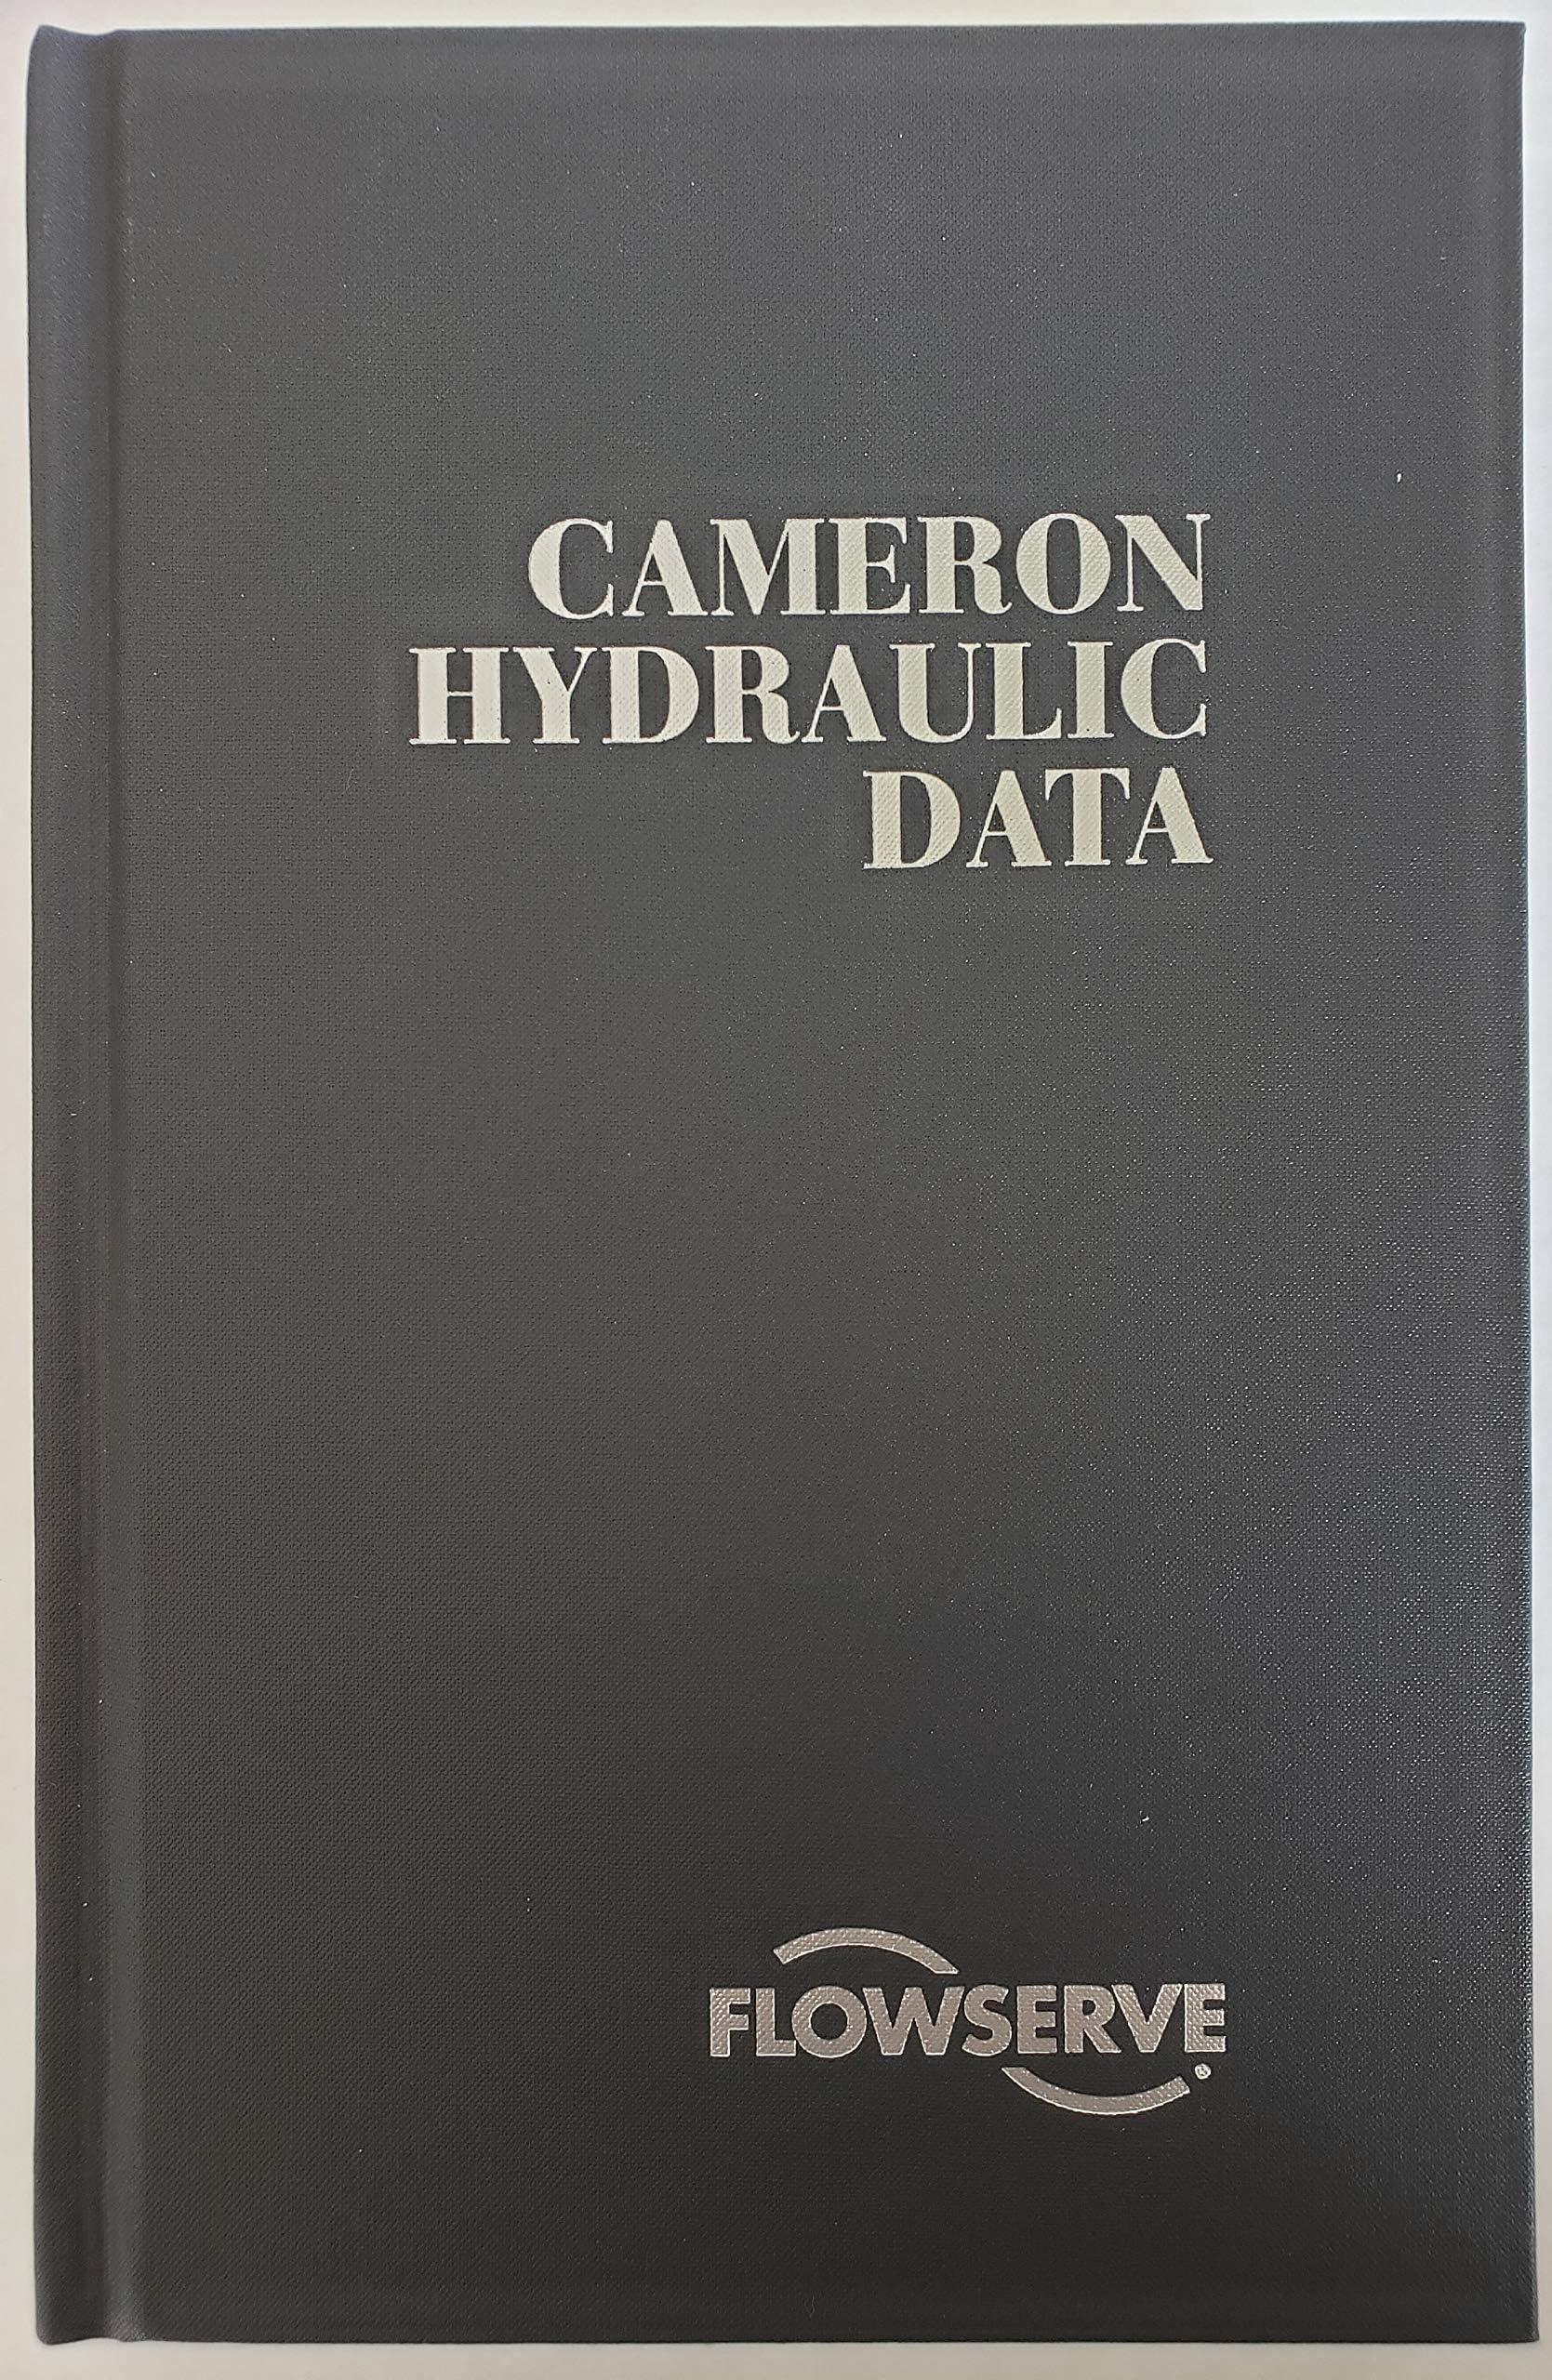 CAMERON
HYDRAULIC
DATA
FLOWSERVE
®